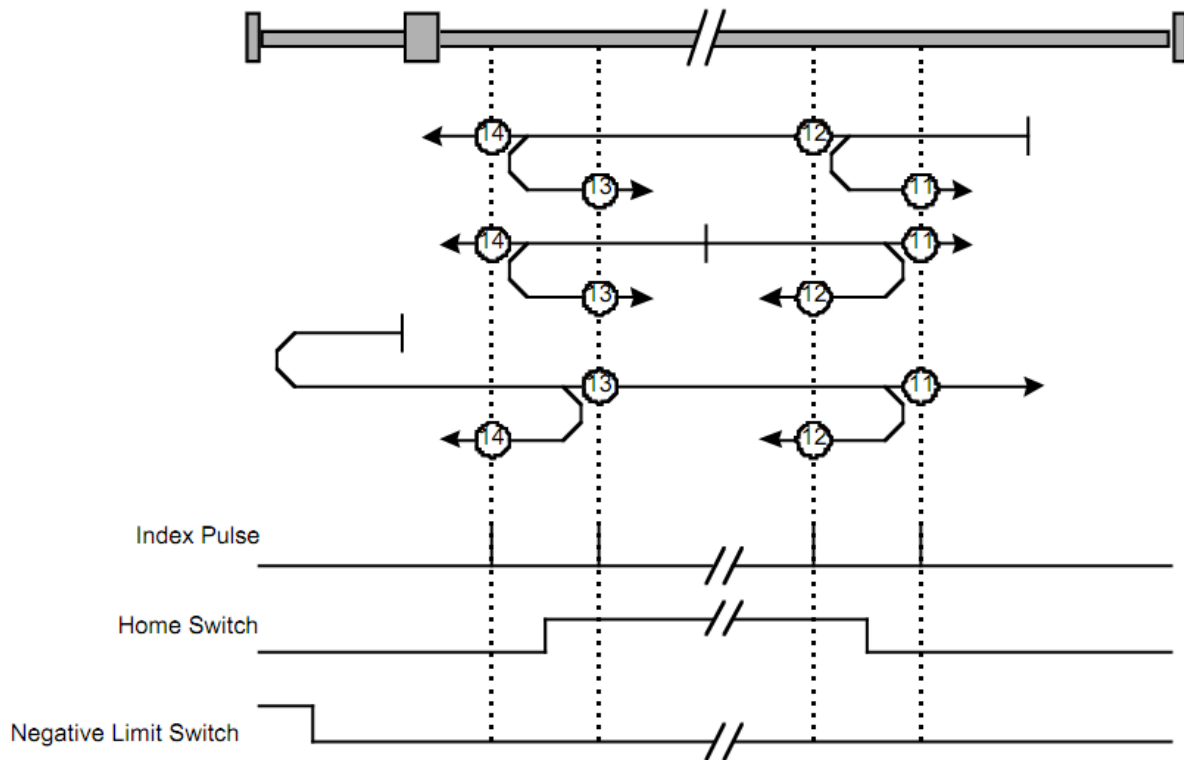 14 12
13 11
14 11
13 12
13 11
14 12
Index Pulse
Home Switch
Negative Limit Switch